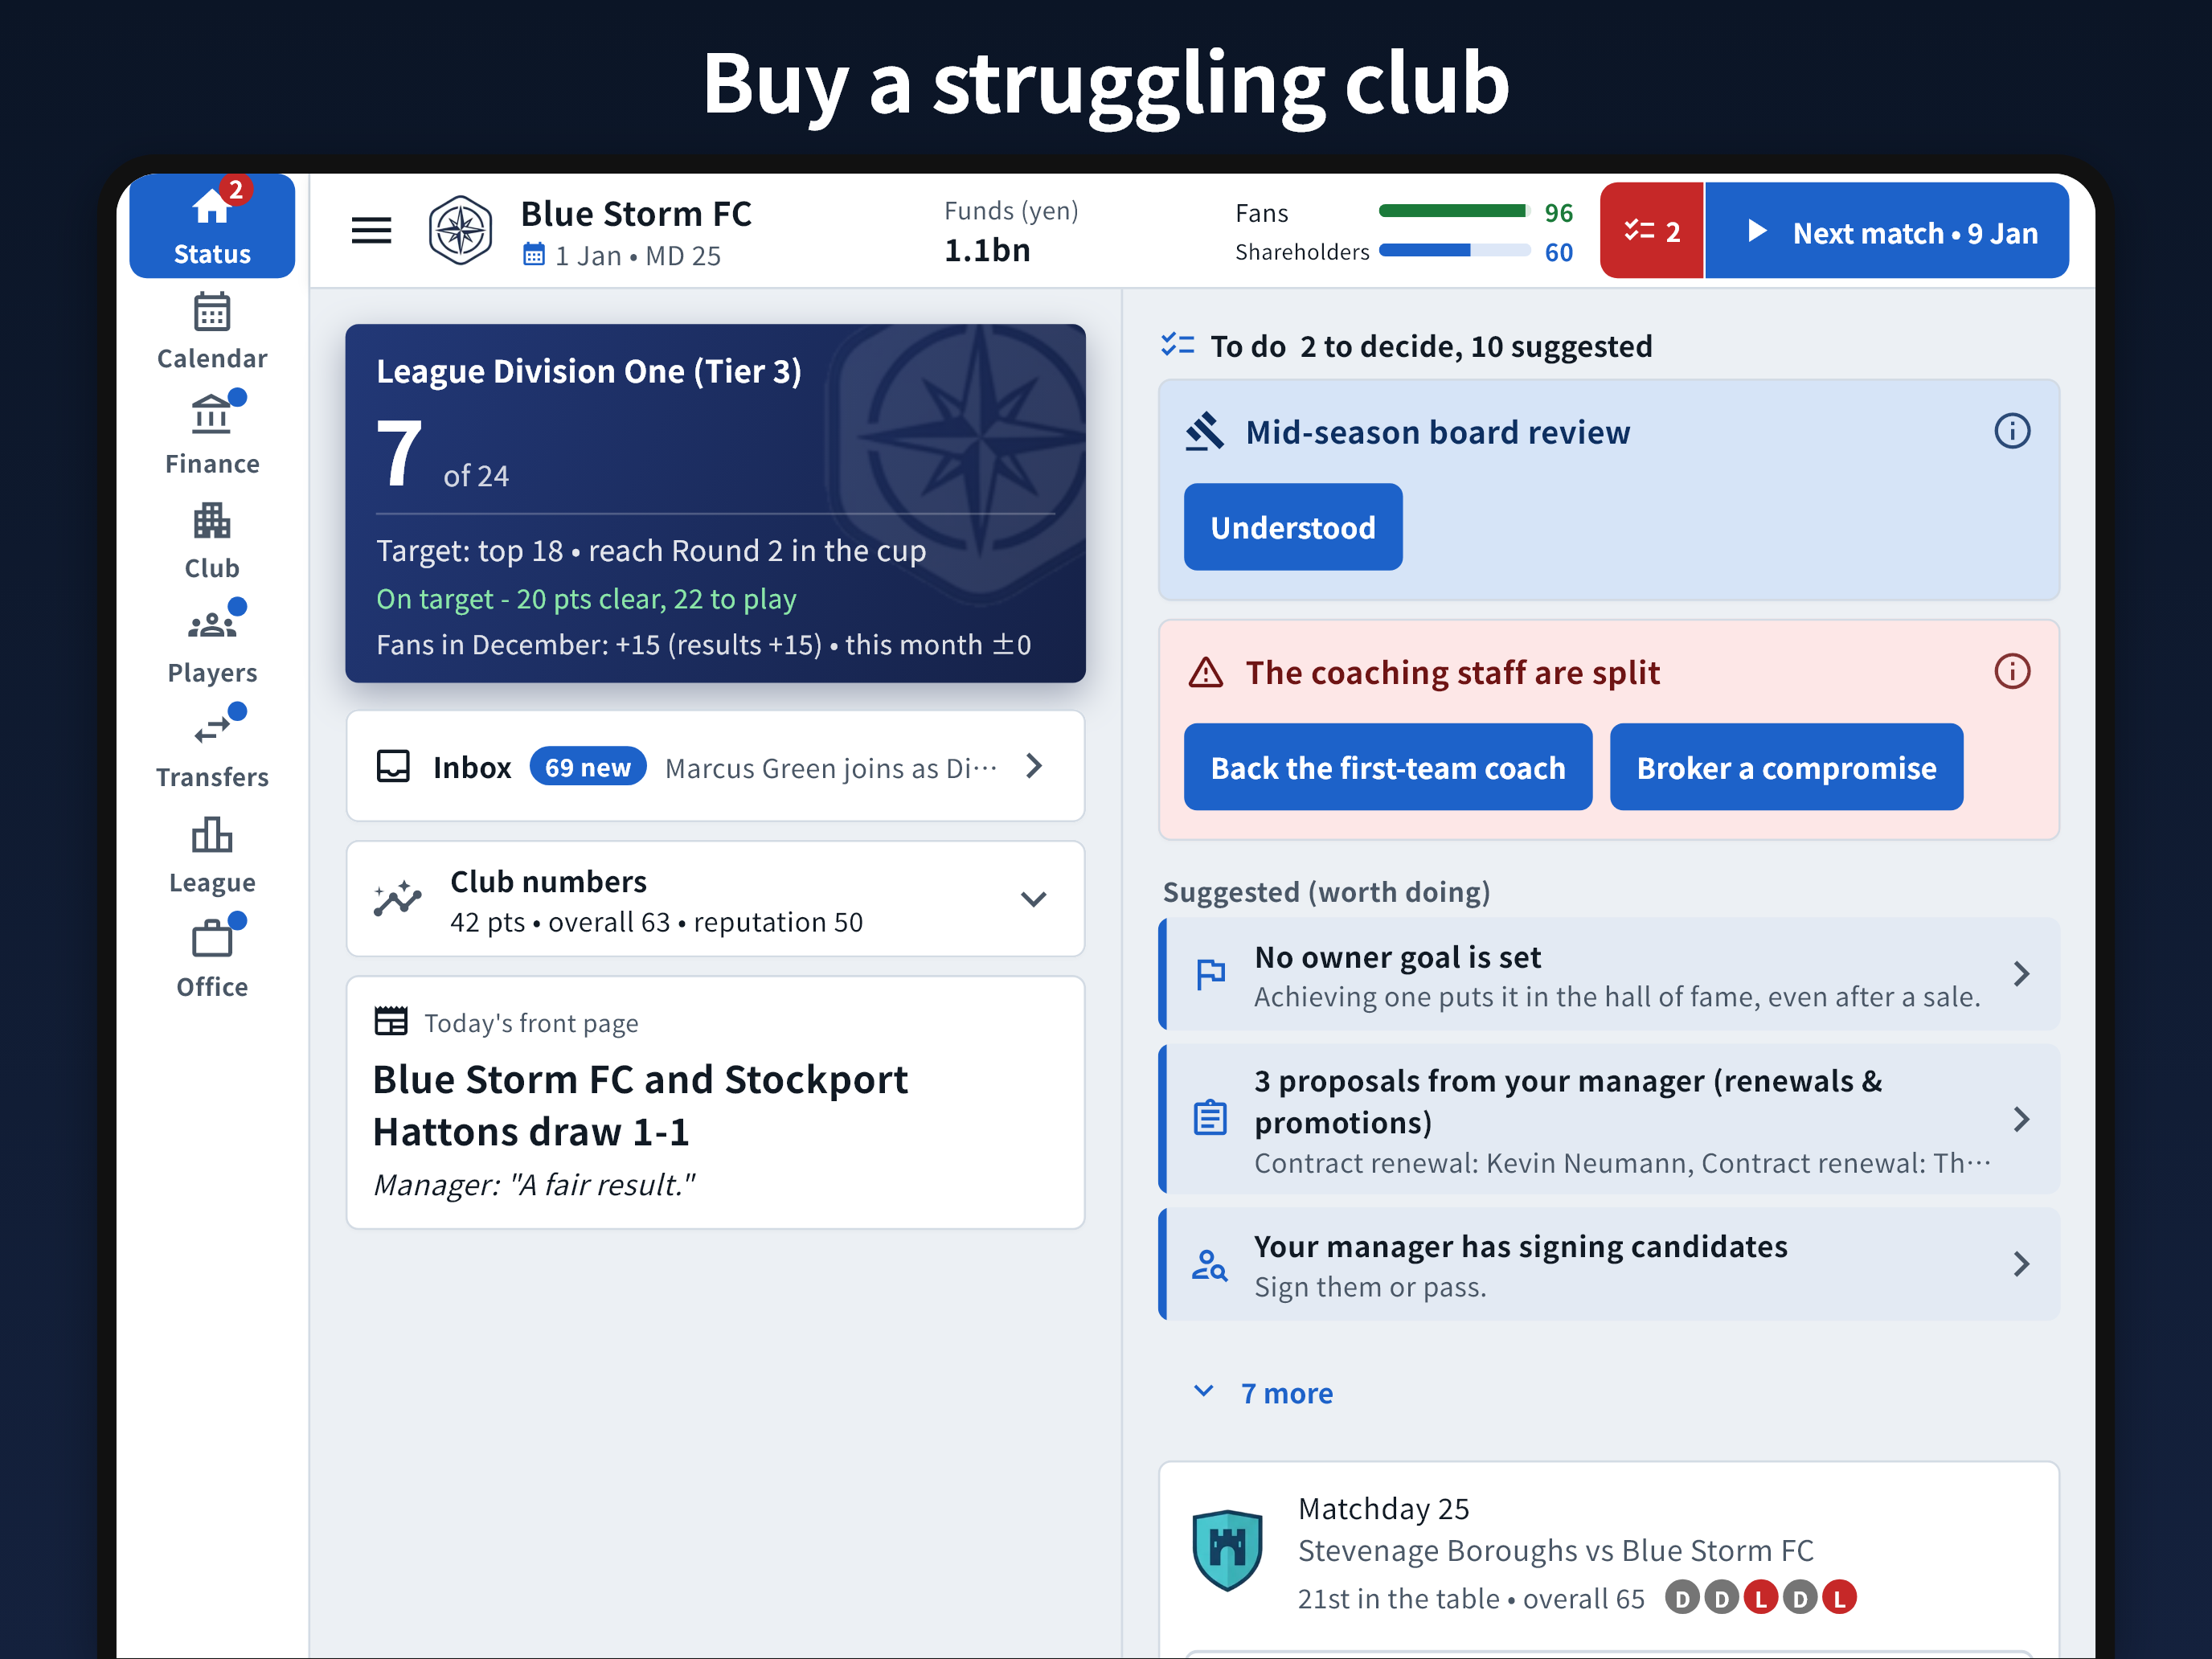 Buy a struggling club
2
Status
Calendar
Finance
Club
Players
Transfers
League
Office
Blue Storm FC
1 Jan • MD 25
Funds (yen)
1.1bn
Fans 96
Shareholders 60
2
Next match • 9 Jan
League Division One (Tier 3)
7 of 24
Target: top 18 • reach Round 2 in the cup
On target - 20 pts clear, 22 to play
Fans in December: +15 (results +15) • this month ±0
Inbox 69 new Marcus Green joins as Di…
Club numbers
42 pts • overall 63 • reputation 50
Today's front page
Blue Storm FC and Stockport
Hattons draw 1-1
Manager: "A fair result."
To do 2 to decide, 10 suggested
Mid-season board review
Understood
The coaching staff are split
Back the first-team coach
Broker a compromise
Suggested (worth doing)
No owner goal is set
Achieving one puts it in the hall of fame, even after a sale.
3 proposals from your manager (renewals &
promotions)
Contract renewal: Kevin Neumann, Contract renewal: Th…
Your manager has signing candidates
Sign them or pass.
7 more
Matchday 25
Stevenage Boroughs vs Blue Storm FC
21st in the table • overall 65 D D L D L